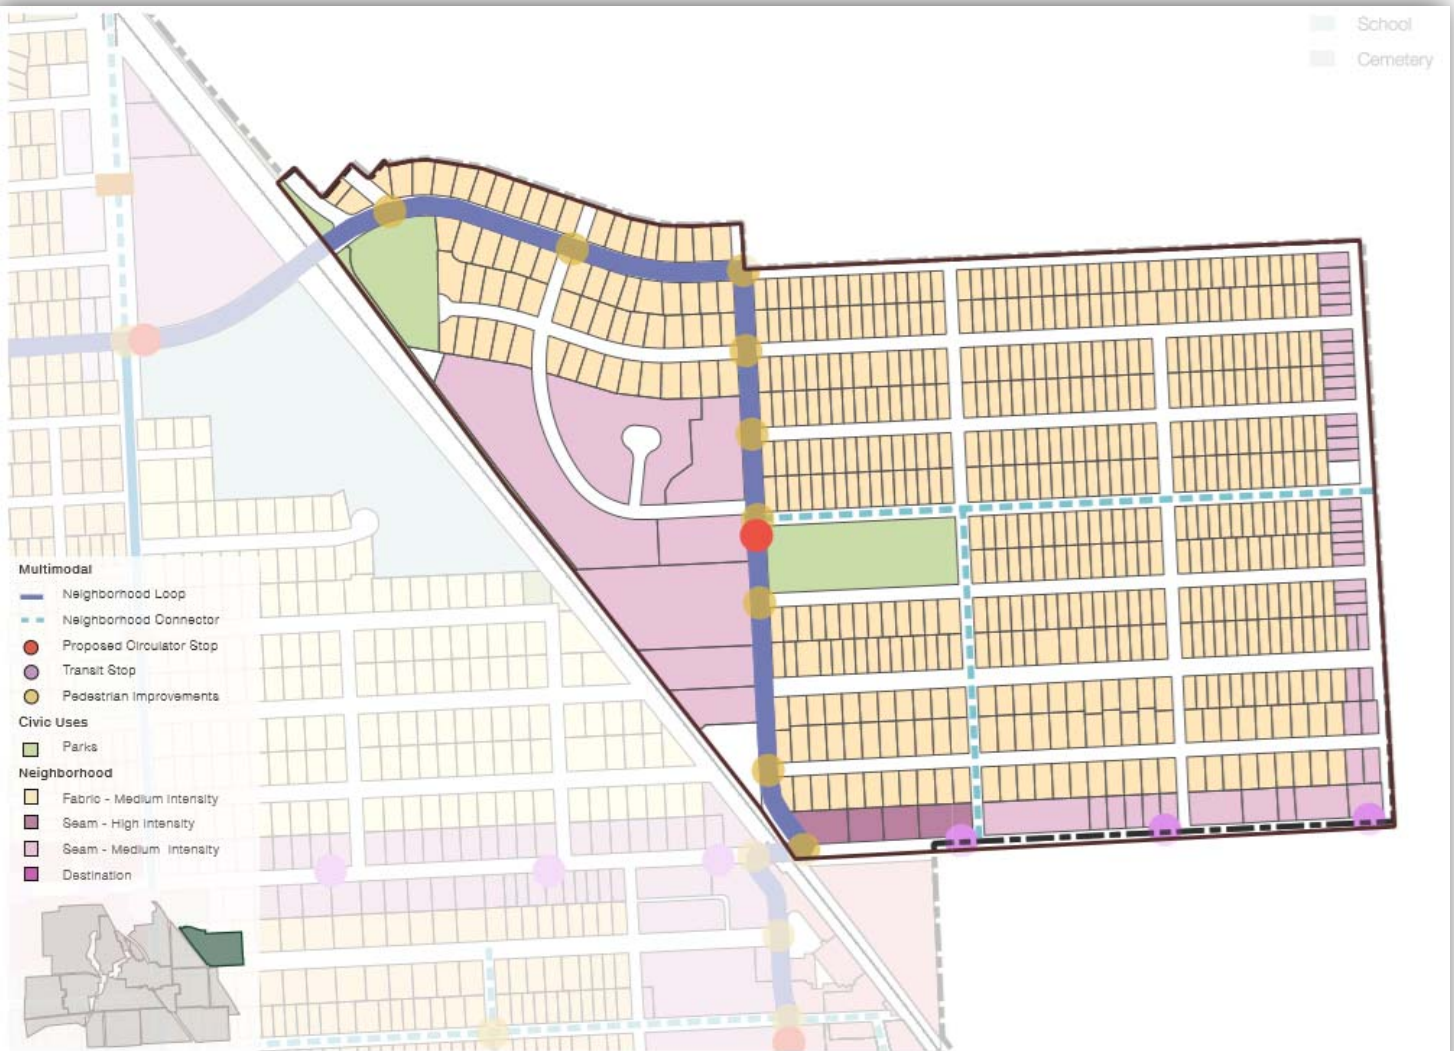 School
Cemetery
Multimodal
Neighborhood Loop
Neighborhood Connector
Proposed Circulator Stop
Transit Stop
Pedestrian Improvements
Civic Uses
Parks
Neighborhood
Fabric - Medium Intensity
Seam - High Intensity
Seam - Medium Intensity
Destination